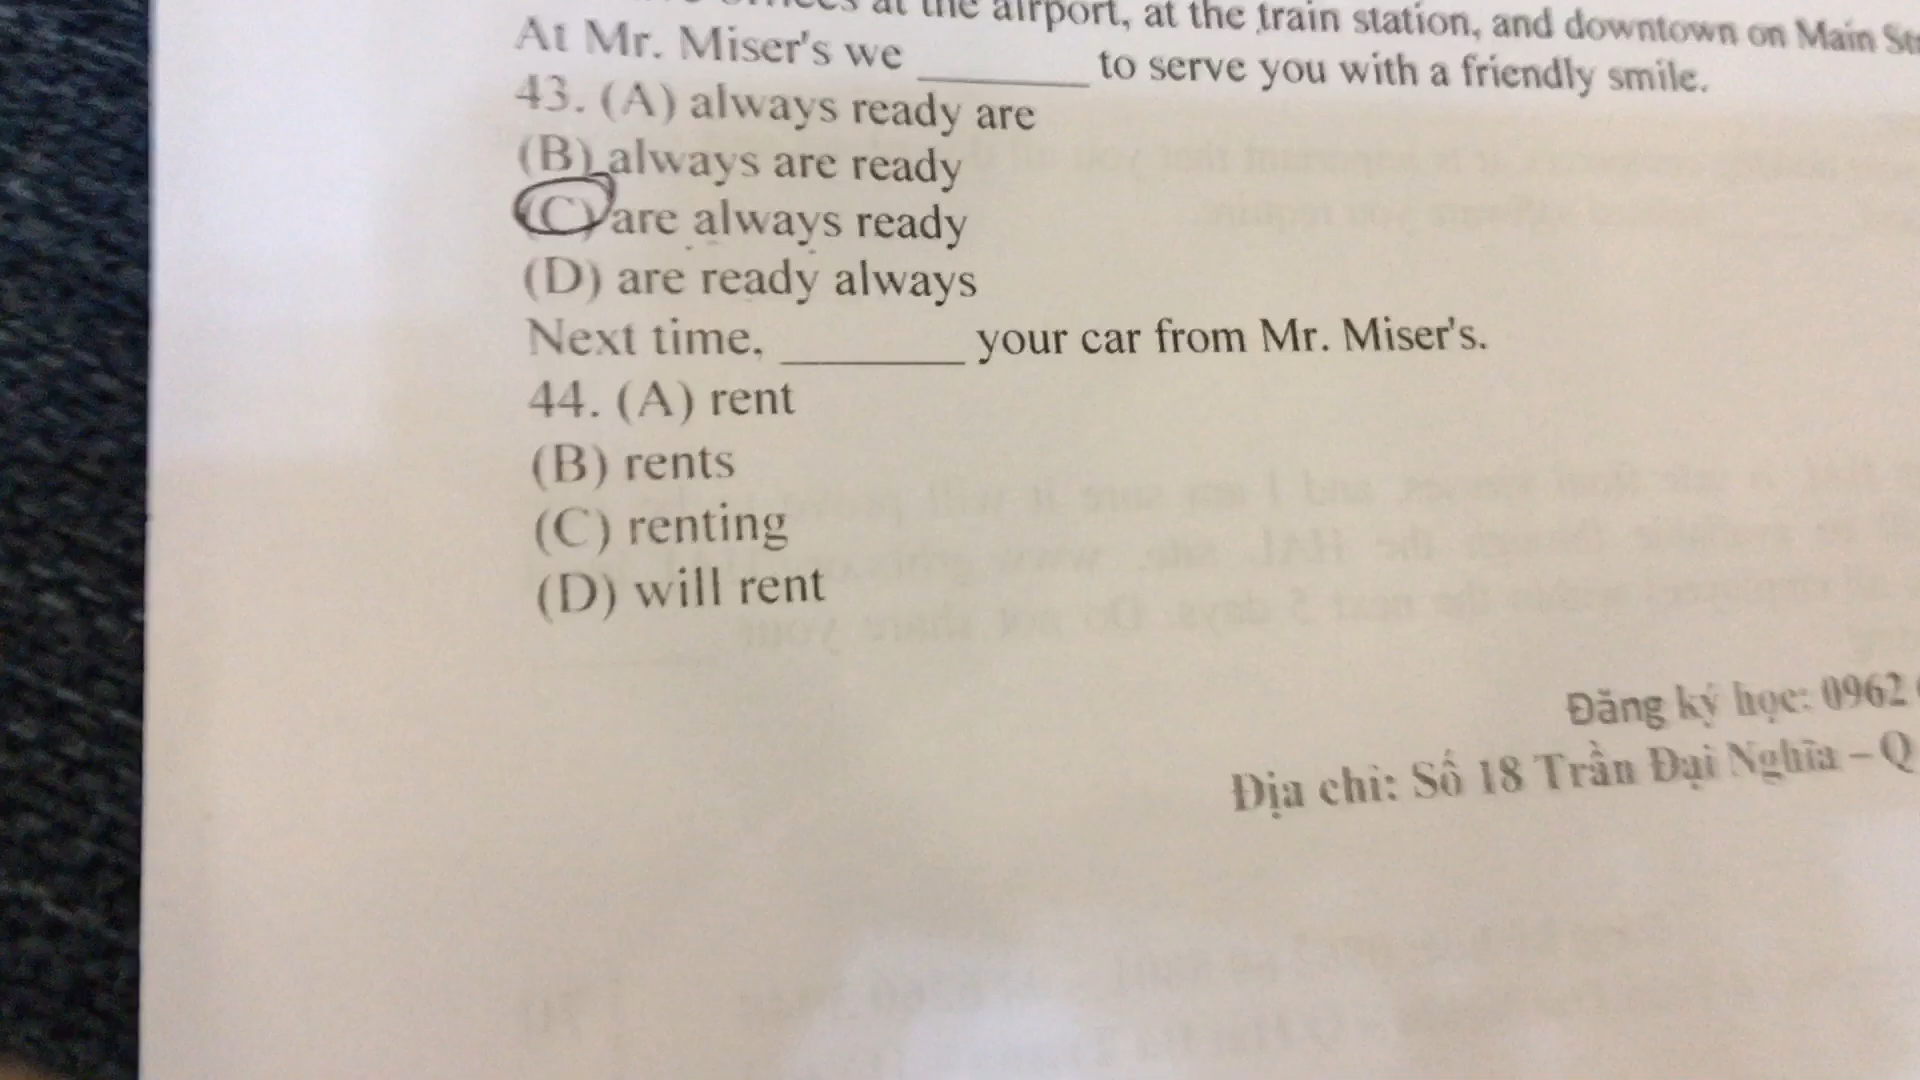 at the airport, at the train station, and downtown on Main
At Mr. Miser's we ________ to serve you with a friendly smile.
43. (A) always ready are
(B) always are ready
(C) are always ready
(D) are ready always
Next time, ________ your car from Mr. Miser's.
44. (A) rent
(B) rents
(C) renting
(D) will rent
Đăng ký học: 0962
Địa chỉ: Số 18 Trần Đại Nghĩa – Q